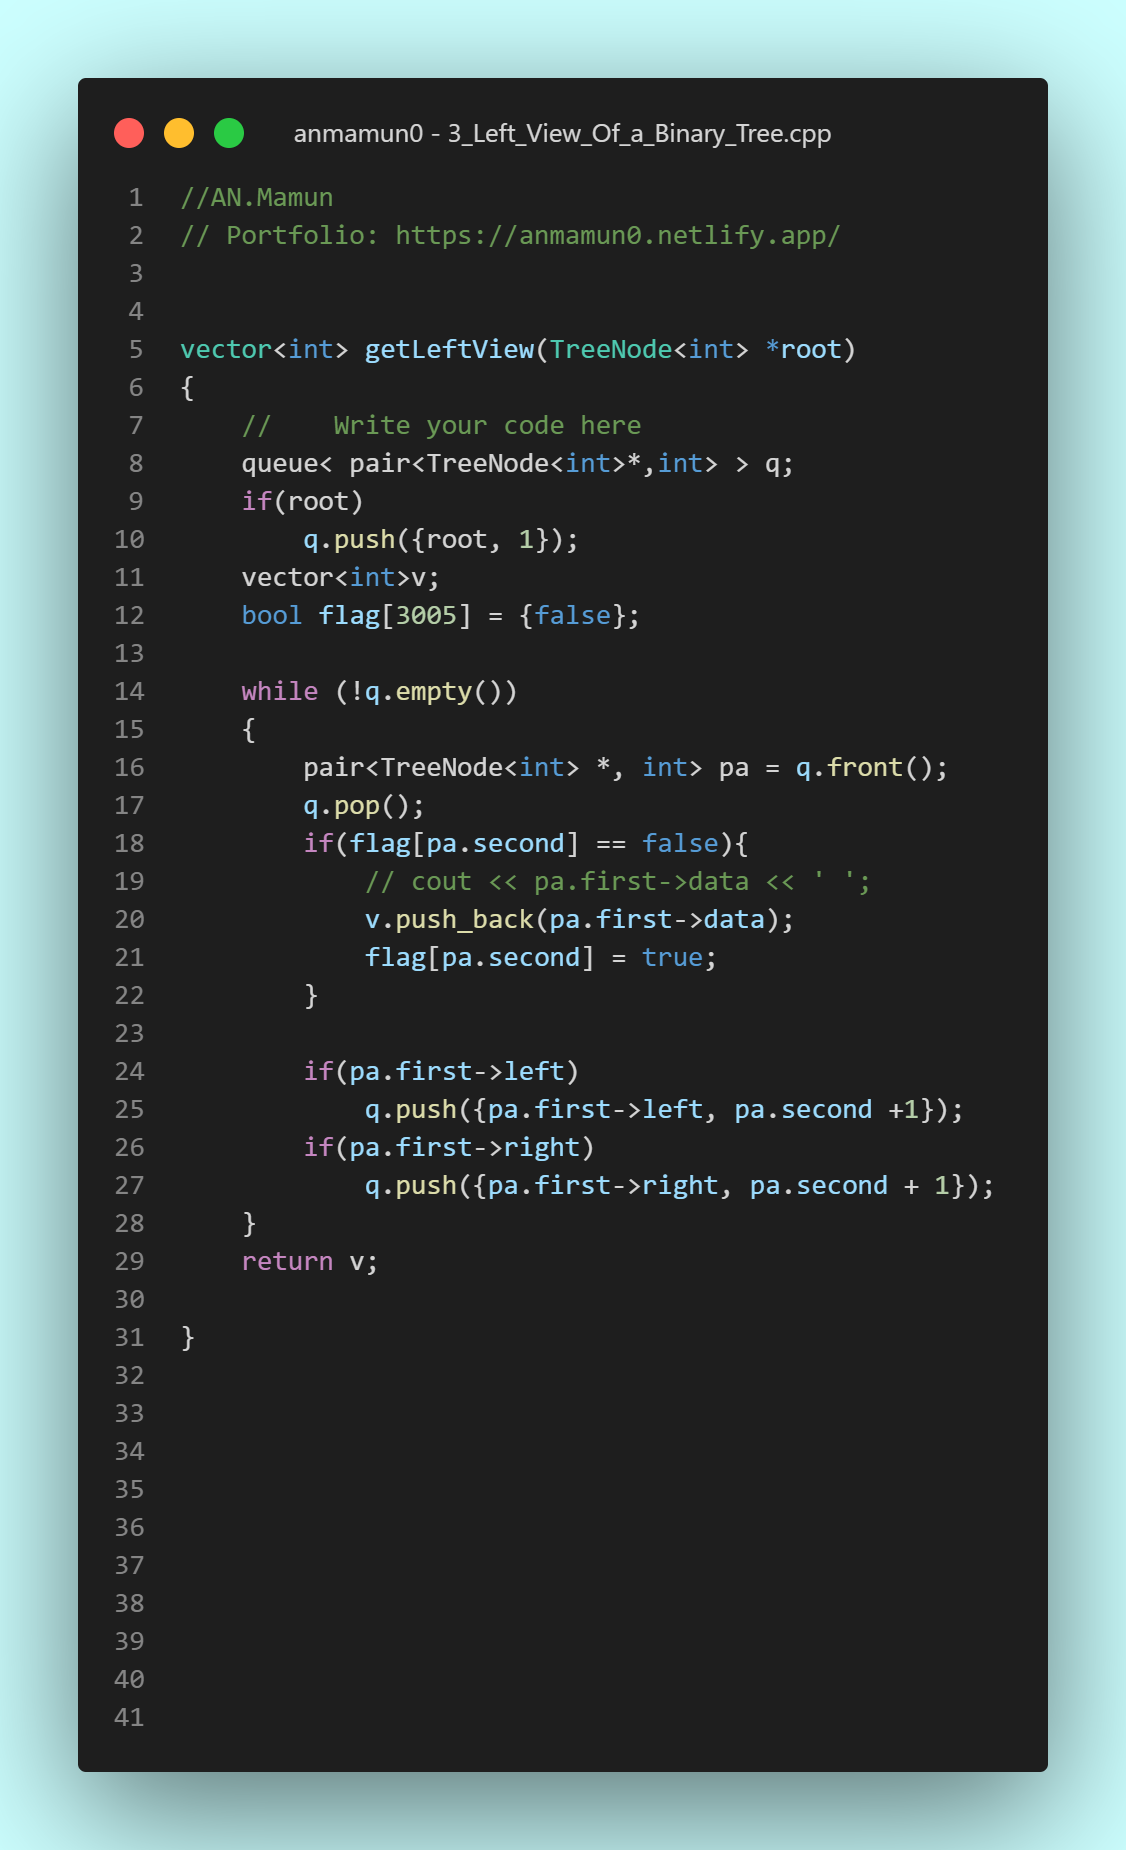 anmamun0 - 3_Left_View_Of_a_Binary_Tree.cpp
1 //AN.Mamun
2 // Portfolio: https://anmamun0.netlify.app/
3
4
5 vector<int> getLeftView(TreeNode<int> *root)
6 {
7     //    Write your code here
8     queue< pair<TreeNode<int>*,int> > q;
9     if(root)
10         q.push({root, 1});
11     vector<int>v;
12     bool flag[3005] = {false};
13
14     while (!q.empty())
15     {
16         pair<TreeNode<int> *, int> pa = q.front();
17         q.pop();
18         if(flag[pa.second] == false){
19             // cout << pa.first->data << ' ';
20             v.push_back(pa.first->data);
21             flag[pa.second] = true;
22         }
23
24         if(pa.first->left)
25             q.push({pa.first->left, pa.second +1});
26         if(pa.first->right)
27             q.push({pa.first->right, pa.second + 1});
28     }
29     return v;
30
31 }
32
33
34
35
36
37
38
39
40
41